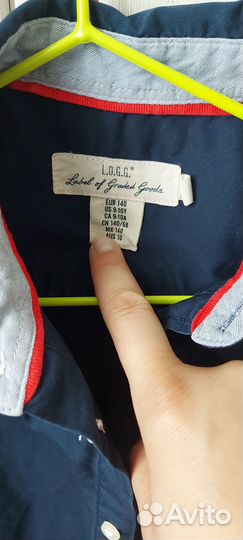 L.O.G.G.®
Label of Graded Goods
EUR 140
US 9-10Y
CA 9-10A
CN 140/68
MX 140
AUS 10
Avito